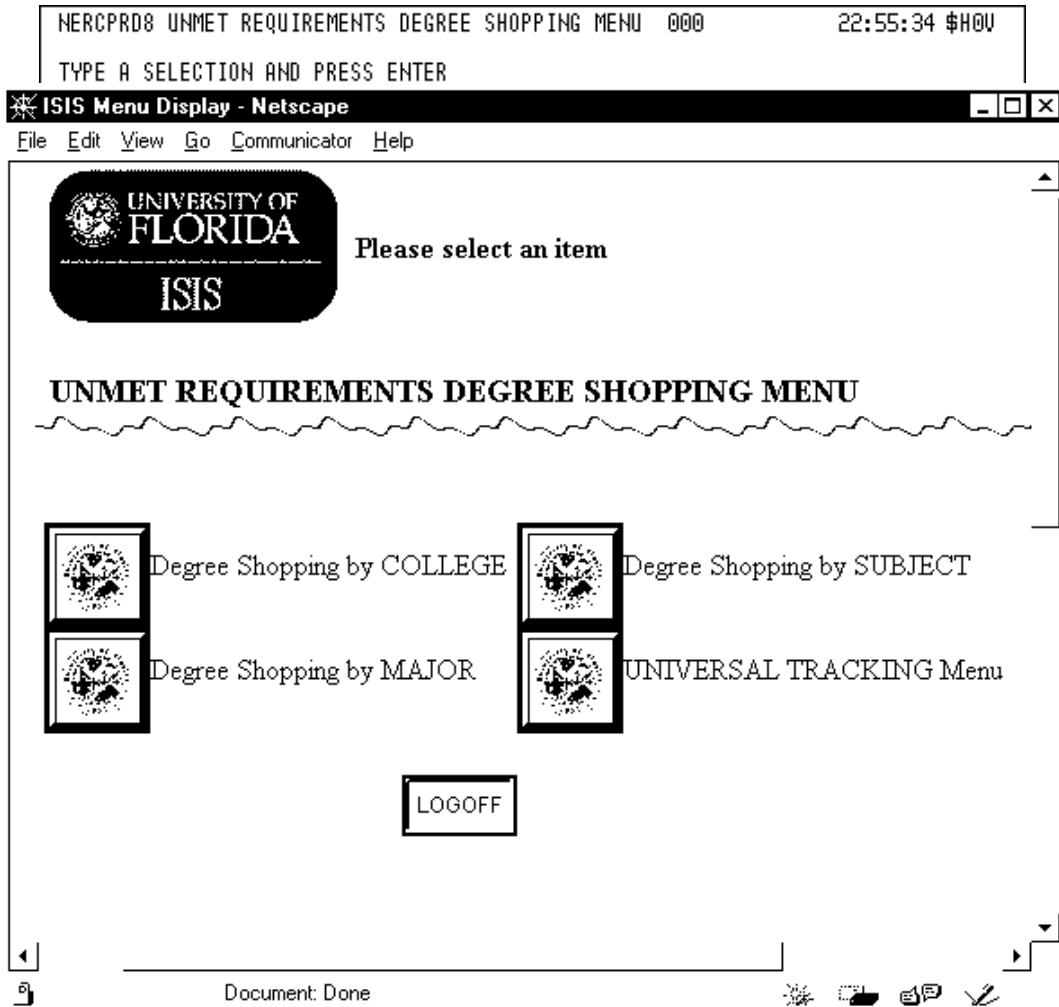 NERCPRD8 UNMET REQUIREMENTS DEGREE SHOPPING MENU 000 22:55:34 $H0V
TYPE A SELECTION AND PRESS ENTER
ISIS Menu Display - Netscape
File Edit View Go Communicator Help
UNIVERSITY OF
FLORIDA
ISIS
Please select an item
UNMET REQUIREMENTS DEGREE SHOPPING MENU
Degree Shopping by COLLEGE Degree Shopping by SUBJECT
Degree Shopping by MAJOR UNIVERSAL TRACKING Menu
LOGOFF
Document: Done